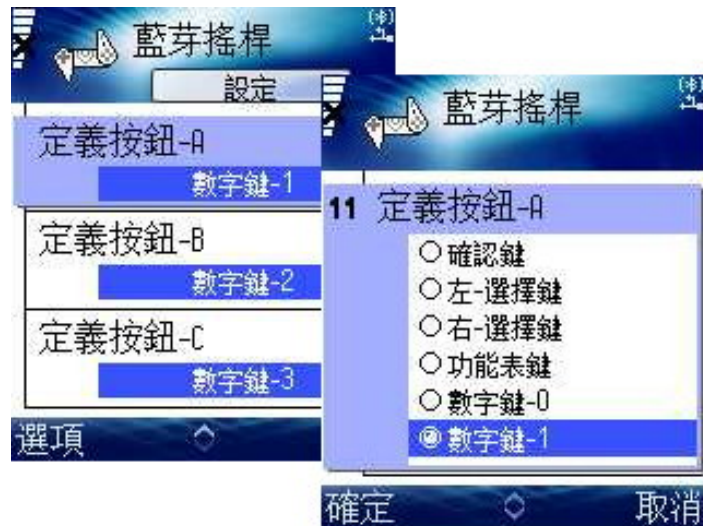 藍芽搖桿
設定
定義按鈕-A
數字鍵-1
定義按鈕-B
數字鍵-2
定義按鈕-C
數字鍵-3
選項
藍芽搖桿
11 定義按鈕-A
確認鍵
左-選擇鍵
右-選擇鍵
功能表鍵
數字鍵-0
數字鍵-1
確定 取消